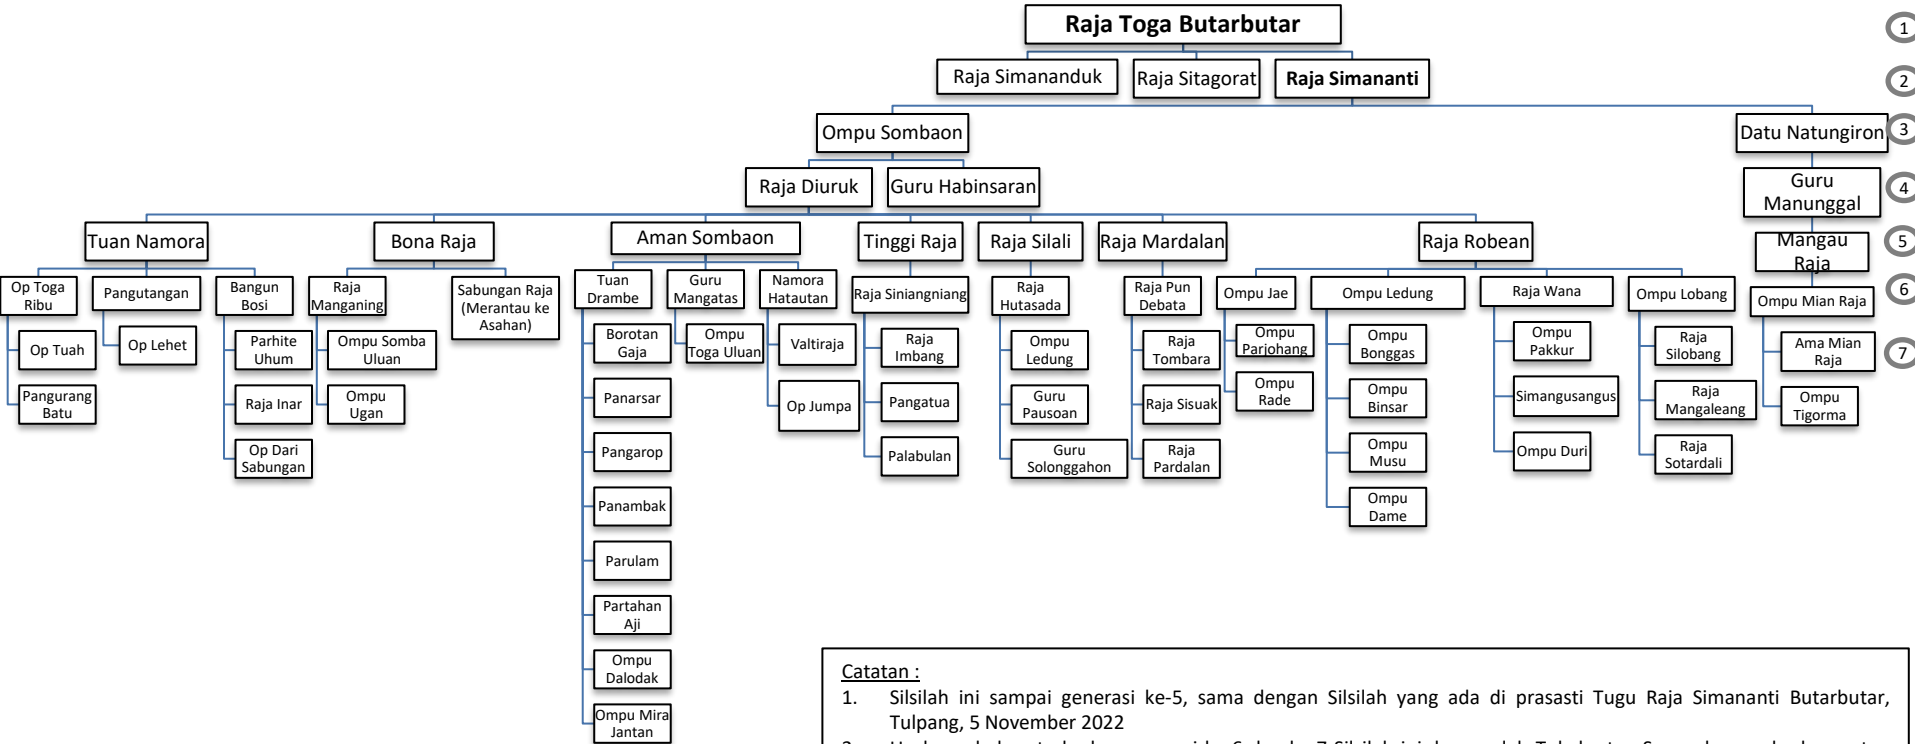 Raja Toga Butarbutar
1
Raja Simananduk
Raja Sitagorat
Raja Simananti
2
Ompu Sombaon
Datu Natungiron
3
Raja Diuruk
Guru Habinsaran
Guru
Manunggal
4
Tuan Namora
Bona Raja
Aman Sombaon
Tinggi Raja
Raja Silali
Raja Mardalan
Raja Robean
Mangau
Raja
5
Op Toga
Ribu
Pangutangan
Bangun
Bosi
Raja
Manganing
Sabungan Raja
(Merantau ke
Asahan)
Tuan
Drambe
Guru
Mangatas
Namora
Hatautan
Raja Siniangniang
Raja
Hutasada
Raja Pun
Debata
Ompu Jae
Ompu Ledung
Raja Wana
Ompu Lobang
Ompu Mian Raja
6
Op Tuah
Pangurang
Batu
Op Lehet
Parhite
Uhum
Raja Inar
Op Dari
Sabungan
Ompu Somba
Uluan
Ompu
Ugan
Borotan
Gaja
Panarsar
Pangarop
Panambak
Parulam
Partahan
Aji
Ompu
Dalodak
Ompu Mira
Jantan
Ompu
Toga Uluan
Valtiraja
Op Jumpa
Raja
Imbang
Pangatua
Palabulan
Ompu
Ledung
Guru
Pausoan
Guru
Solonggahon
Raja
Tombara
Raja Sisuak
Raja
Pardalan
Ompu
Parjohang
Ompu
Rade
Ompu
Bonggas
Ompu
Binsar
Ompu
Musu
Ompu
Dame
Ompu
Pakkur
Simangusangus
Ompu Duri
Raja
Silobang
Raja
Mangaleang
Raja
Sotardali
Ama Mian
Raja
Ompu
Tigorma
7
Catatan :
1. Silsilah ini sampai generasi ke-5, sama dengan Silsilah yang ada di prasasti Tugu Raja Simananti Butarbutar,
Tulpang, 5 November 2022